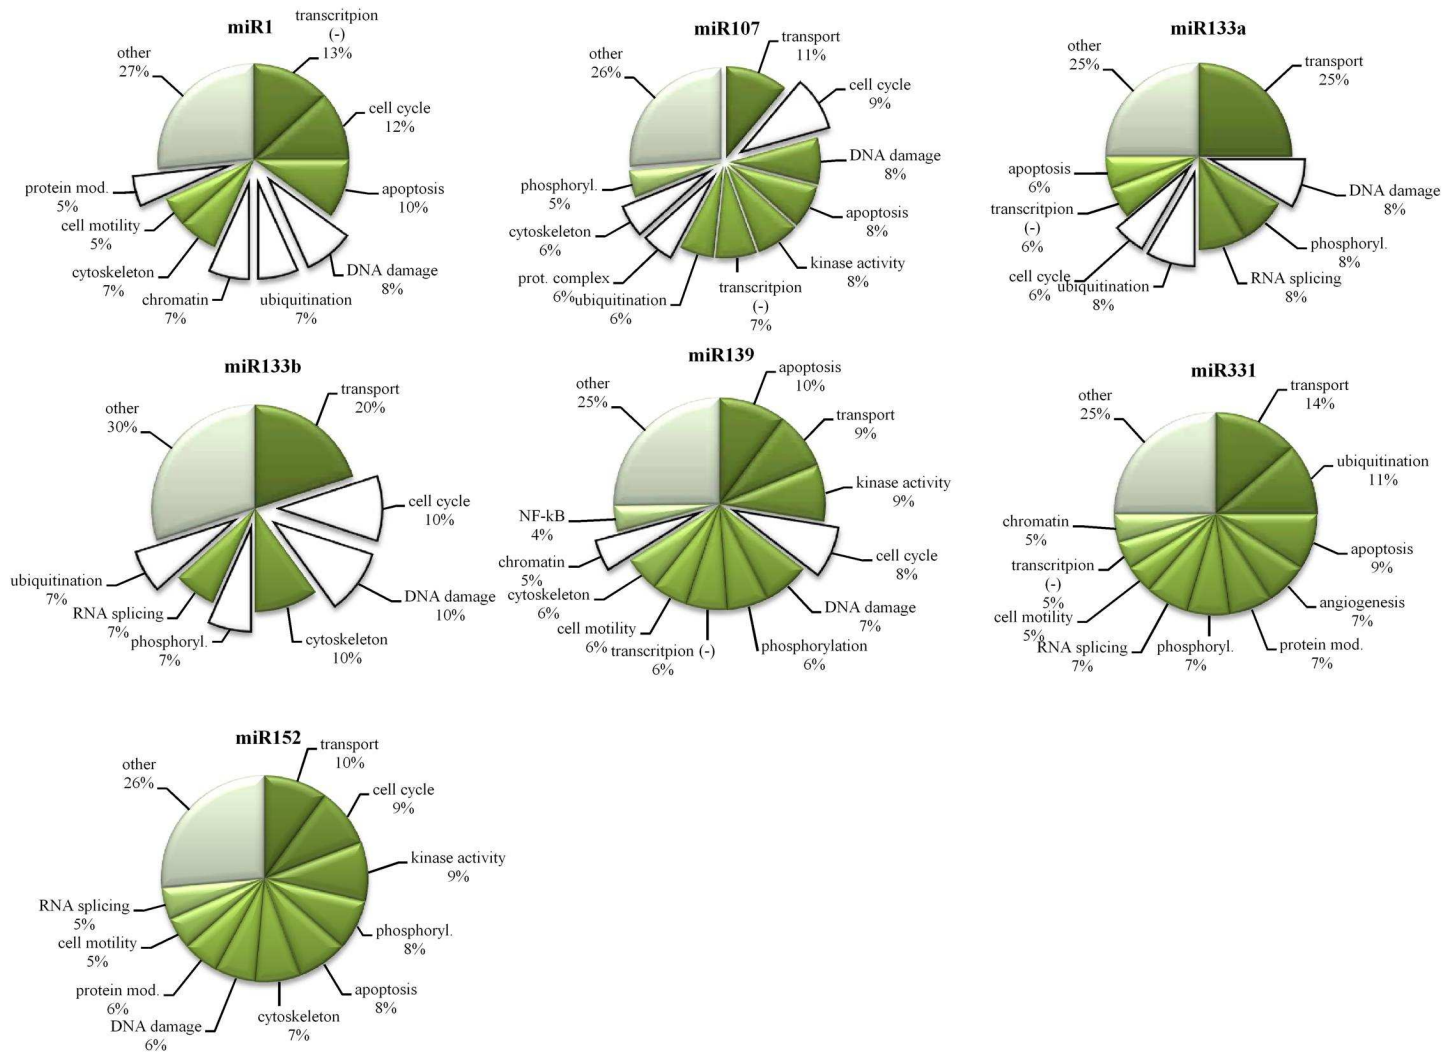 miR1
transcritpion
(-)
13%
cell cycle
12%
apoptosis
10%
DNA damage
8%
ubiquitination
7%
chromatin
7%
cytoskeleton
7%
cell motility
5%
protein mod.
5%
other
27%
miR107
transport
11%
cell cycle
9%
DNA damage
8%
apoptosis
8%
kinase activity
8%
transcritpion
(-)
7%
ubiquitination
6%
prot. complex
6%
cytoskeleton
6%
phosphoryl.
5%
other
26%
miR133a
transport
25%
DNA damage
8%
phosphoryl.
8%
RNA splicing
8%
ubiquitination
8%
cell cycle
6%
transcritpion
(-)
6%
apoptosis
6%
other
25%
miR133b
transport
20%
cell cycle
10%
DNA damage
10%
cytoskeleton
10%
phosphoryl.
7%
RNA splicing
7%
ubiquitination
7%
other
30%
miR139
apoptosis
10%
transport
9%
kinase activity
9%
cell cycle
8%
DNA damage
7%
phosphorylation
6%
transcritpion (-)
6%
cell motility
6%
cytoskeleton
6%
chromatin
5%
NF-kB
4%
other
25%
miR331
transport
14%
ubiquitination
11%
apoptosis
9%
angiogenesis
7%
protein mod.
7%
phosphoryl.
7%
RNA splicing
7%
cell motility
5%
transcritpion
(-)
5%
chromatin
5%
other
25%
miR152
transport
10%
cell cycle
9%
kinase activity
9%
phosphoryl.
8%
apoptosis
8%
cytoskeleton
7%
DNA damage
6%
protein mod.
6%
cell motility
5%
RNA splicing
5%
other
26%